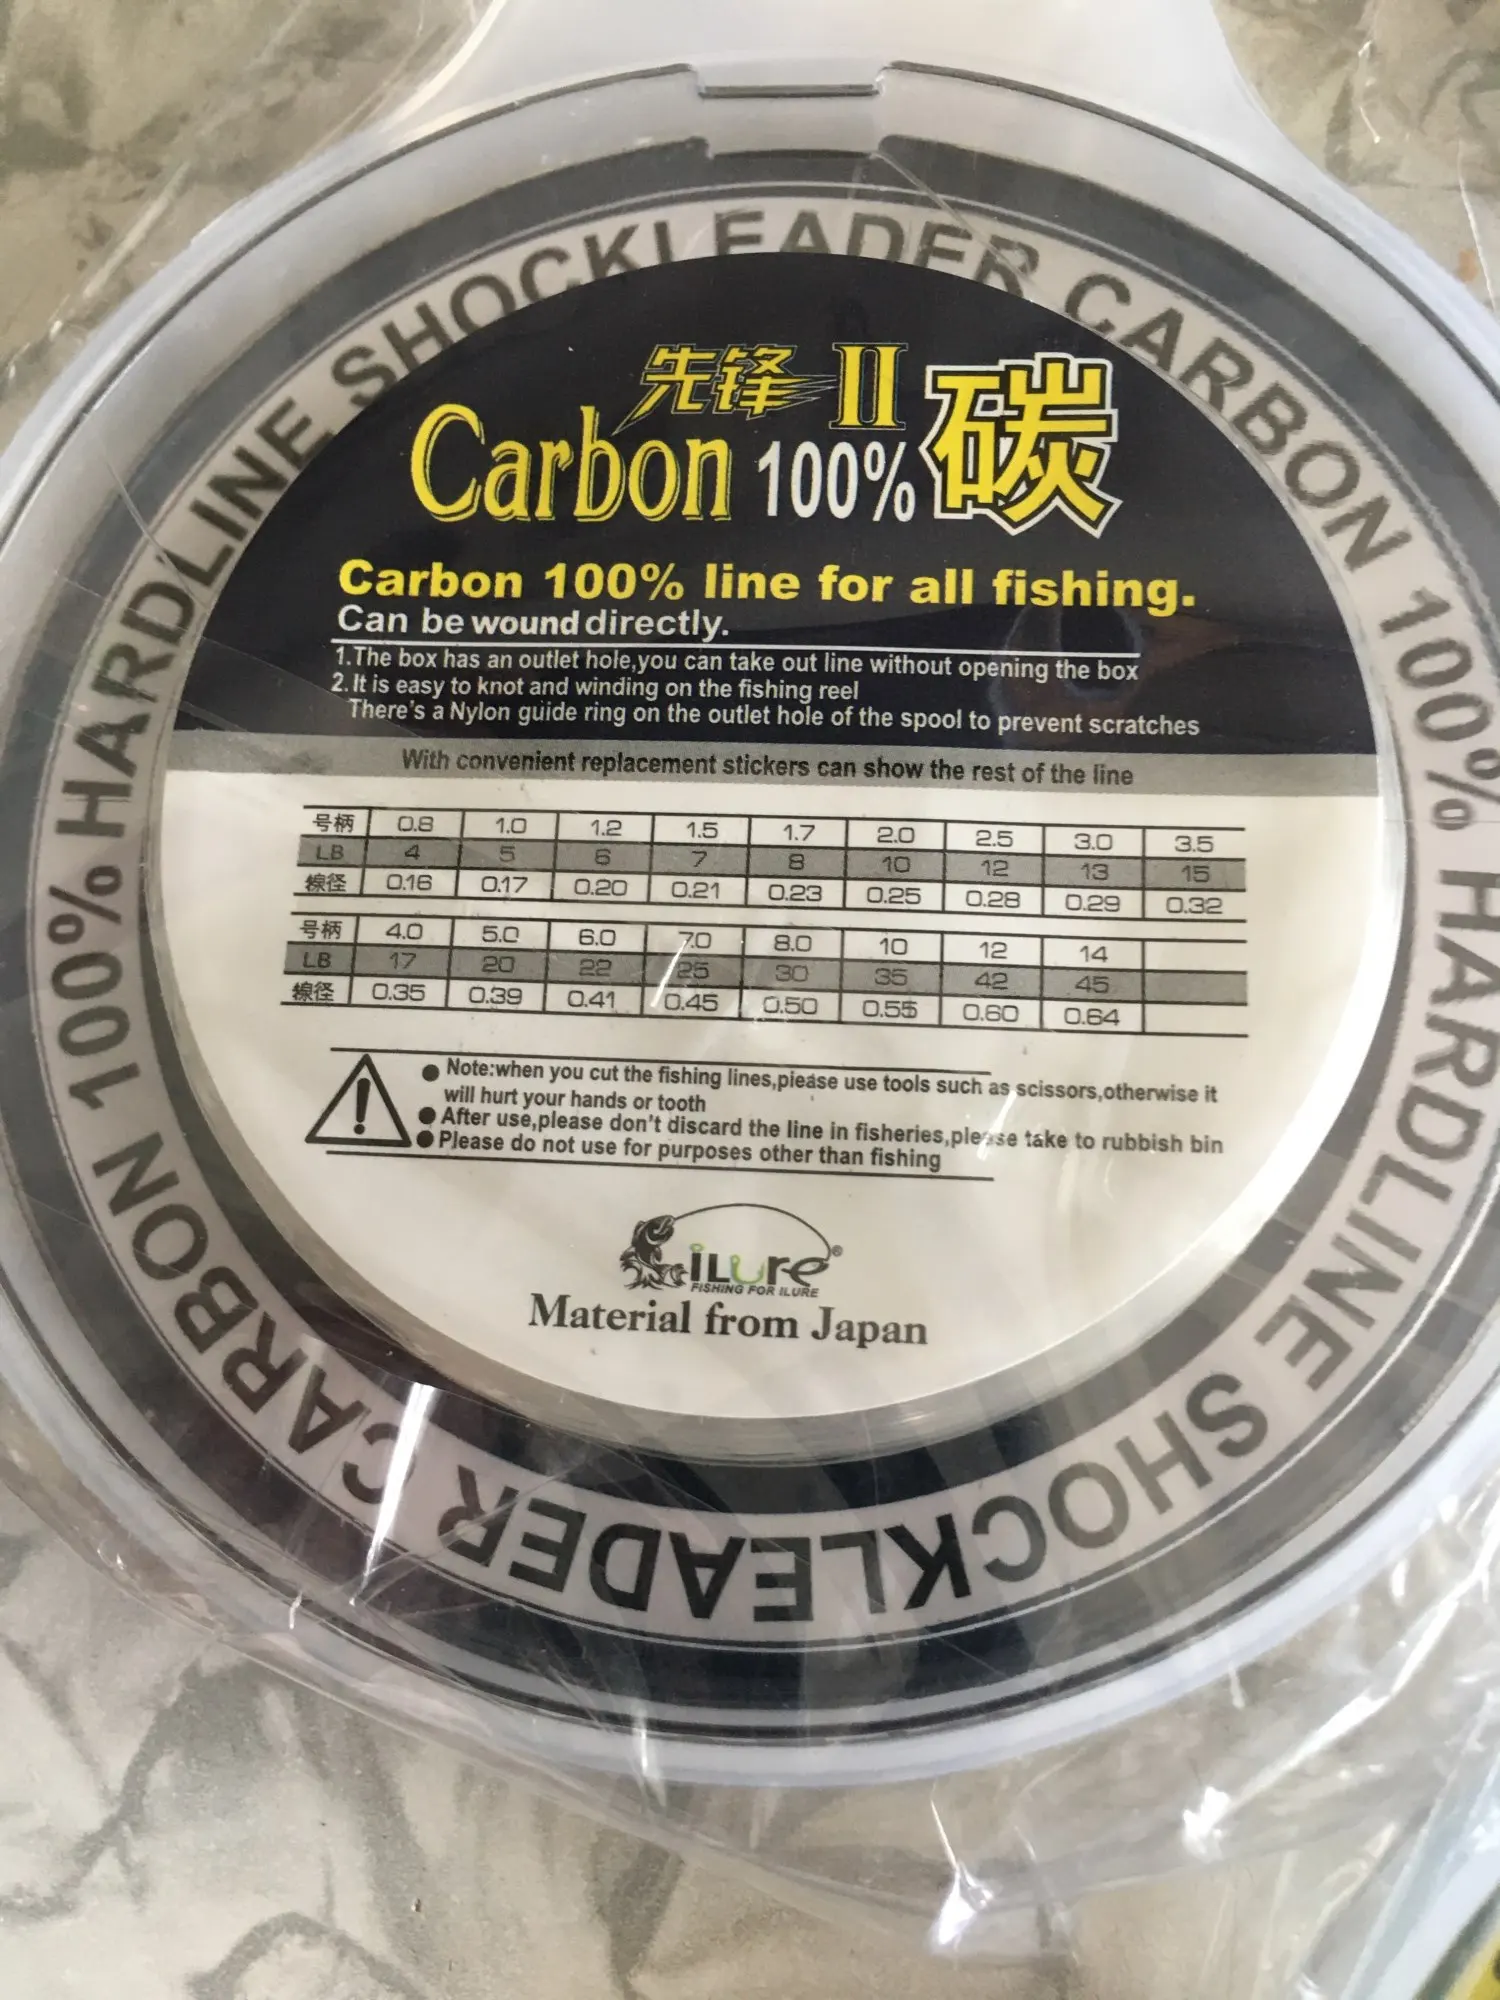 HARDLINE SHOCKLEADER CARBON 100% HARDLINE SHOCKLEADER CARBON 100%
先锋 II
Carbon 100% 碳
Carbon 100% line for all fishing.
Can be wound directly.
1.The box has an outlet hole,you can take out line without opening the box
2.It is easy to knot and winding on the fishing reel
There's a Nylon guide ring on the outlet hole of the spool to prevent scratches
With convenient replacement stickers can show the rest of the line
号柄 0.8 1.0 1.2 1.5 1.7 2.0 2.5 3.0 3.5
LB 4 5 6 7 8 10 12 13 15
線径 0.16 0.17 0.20 0.21 0.23 0.25 0.28 0.29 0.32
号柄 4.0 5.0 6.0 7.0 8.0 10 12 14
LB 17 20 22 25 30 35 42 45
線径 0.35 0.39 0.41 0.45 0.50 0.55 0.60 0.64
● Note:when you cut the fishing lines,please use tools such as scissors,otherwise it
will hurt your hands or tooth
● After use,please don't discard the line in fisheries,please take to rubbish bin
● Please do not use for purposes other than fishing
iLure®
FISHING FOR ILURE
Material from Japan